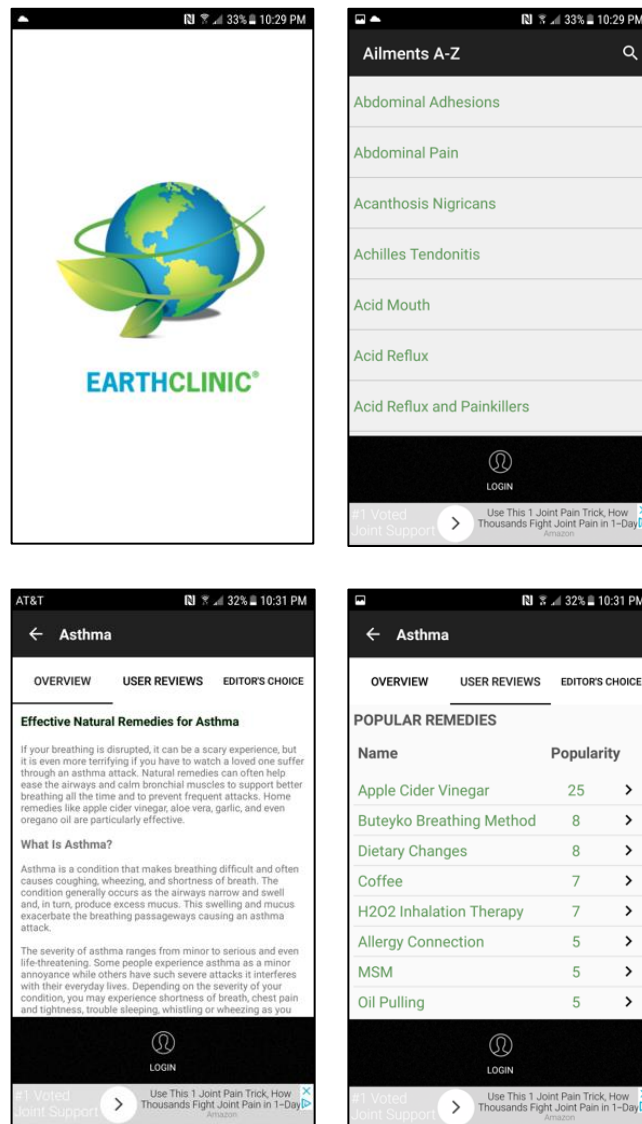 33% 10:29 PM
EARTHCLINIC®
33% 10:29 PM
Ailments A-Z
Abdominal Adhesions
Abdominal Pain
Acanthosis Nigricans
Achilles Tendonitis
Acid Mouth
Acid Reflux
Acid Reflux and Painkillers
LOGIN
#1 Voted
Joint Support
Use This 1 Joint Pain Trick, How
Thousands Fight Joint Pain in 1-Day
Amazon
AT&T 32% 10:31 PM
Asthma
OVERVIEW USER REVIEWS EDITOR'S CHOICE
Effective Natural Remedies for Asthma
If your breathing is disrupted, it can be a scary experience, but
it is even more terrifying if you have to watch a loved one suffer
through an asthma attack. Natural remedies can often help
ease the airways and calm bronchial muscles to support better
breathing all the time and to prevent frequent attacks. Home
remedies like apple cider vinegar, aloe vera, garlic, and even
oregano oil are particularly effective.
What Is Asthma?
Asthma is a condition that makes breathing difficult and often
causes coughing, wheezing, and shortness of breath. The
condition generally occurs as the airways narrow and swell
and, in turn, produce excess mucus. This swelling and mucus
exacerbate the breathing passageways causing an asthma
attack.
The severity of asthma ranges from minor to serious and even
life-threatening. Some people experience asthma as a minor
annoyance while others have such severe attacks it interferes
with their everyday lives. Depending on the severity of your
condition, you may experience shortness of breath, chest pain
and tightness, trouble sleeping, whistling or wheezing as you
LOGIN
#1 Voted
Joint Support
Use This 1 Joint Pain Trick, How
Thousands Fight Joint Pain in 1-Day
Amazon
32% 10:31 PM
Asthma
OVERVIEW USER REVIEWS EDITOR'S CHOICE
POPULAR REMEDIES
Name Popularity
Apple Cider Vinegar 25
Buteyko Breathing Method 8
Dietary Changes 8
Coffee 7
H2O2 Inhalation Therapy 7
Allergy Connection 5
MSM 5
Oil Pulling 5
LOGIN
#1 Voted
Joint Support
Use This 1 Joint Pain Trick, How
Thousands Fight Joint Pain in 1-Day
Amazon